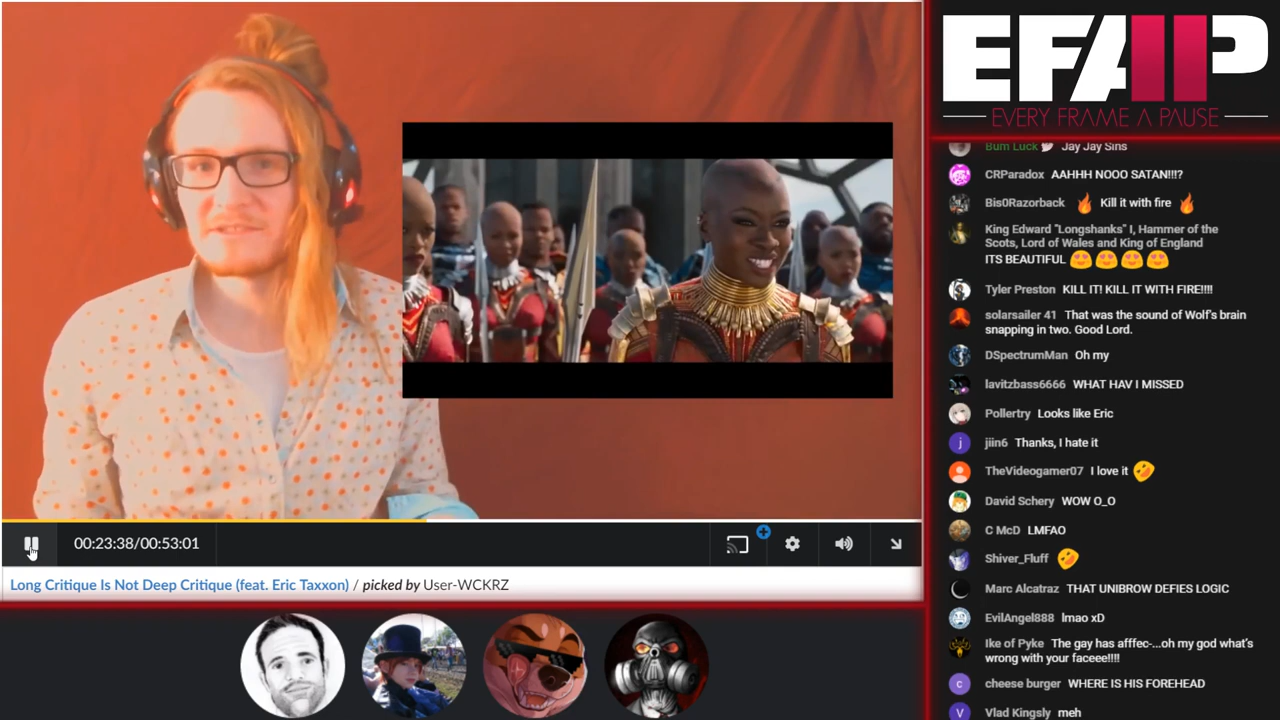 EFAP
EVERY FRAME A PAUSE
Bum Luck Jay Jay Sins
CRParadox AAHHH NOOO SATAN!!!?
Bis0Razorback 🔥 Kill it with fire 🔥
King Edward "Longshanks" I, Hammer of the
Scots, Lord of Wales and King of England
ITS BEAUTIFUL 😍😍😍😍
Tyler Preston KILL IT! KILL IT WITH FIRE!!!!
solarsailer 41 That was the sound of Wolf's brain
snapping in two. Good Lord.
DSpectrumMan Oh my
lavitzbass6666 WHAT HAV I MISSED
Pollertry Looks like Eric
j
jiin6 Thanks, I hate it
TheVideogamer07 I love it 🤣
David Schery WOW O_O
C McD LMFAO
Shiver_Fluff 🤣
Marc Alcatraz THAT UNIBROW DEFIES LOGIC
EvilAngel888 lmao xD
Ike of Pyke The gay has afffec-...oh my god what's
wrong with your faceee!!!!
c
cheese burger WHERE IS HIS FOREHEAD
V
Vlad Kingsly meh
00:23:38/00:53:01
Long Critique Is Not Deep Critique (feat. Eric Taxxon) / picked by User-WCKRZ